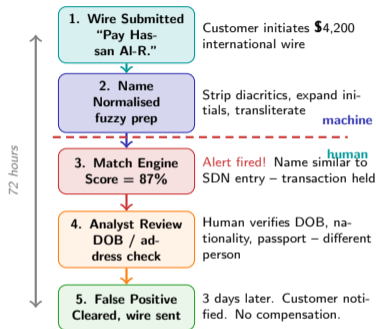 1. Wire Submitted
“Pay Has-
san Al-R.”
Customer initiates $4,200
international wire
2. Name
Normalised
fuzzy prep
Strip diacritics, expand ini-
tials, transliterate
machine
human
3. Match Engine
Score = 87%
Alert fired! Name similar to
SDN entry – transaction held
4. Analyst Review
DOB / ad-
dress check
Human verifies DOB, na-
tionality, passport – different
person
5. False Positive
Cleared, wire sent
3 days later. Customer noti-
fied. No compensation.
72 hours